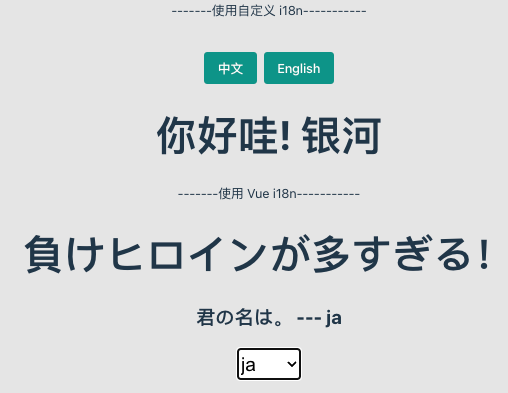 -------使用自定义 i18n-----------
中文 English
你好哇! 银河
-------使用 Vue i18n-----------
負けヒロインが多すぎる！
君の名は。 --- ja
ja